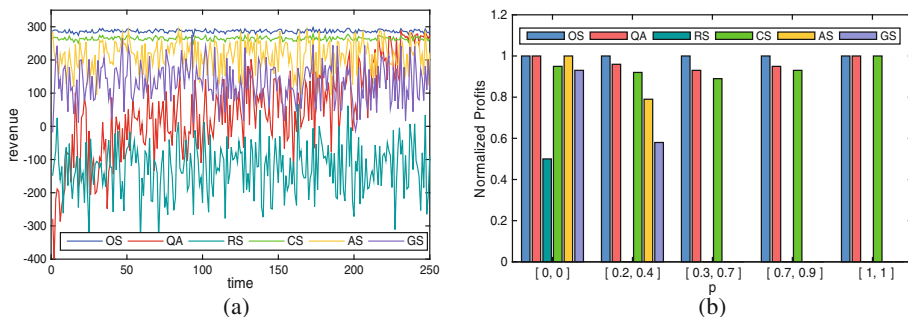 (a)
300
200
100
0
-100
-200
-300
-400
revenue
OS QA RS CS AS GS
0 50 100 150 200 250
time
(a)
(b)
1.2
1
0.8
0.6
0.4
0.2
0
Normalized Profits
OS QA RS CS AS GS
[ 0, 0 ] [ 0.2, 0.4 ] [ 0.3, 0.7 ] [ 0.7, 0.9 ] [ 1, 1 ]
p
(b)